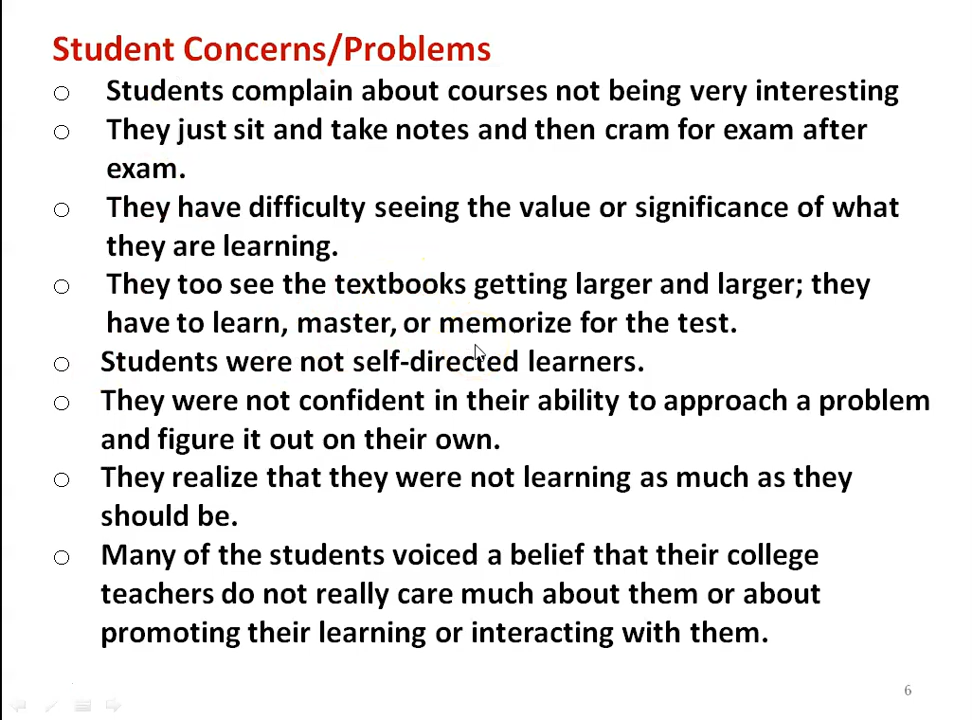 Student Concerns/Problems
o Students complain about courses not being very interesting
o They just sit and take notes and then cram for exam after
exam.
o They have difficulty seeing the value or significance of what
they are learning.
o They too see the textbooks getting larger and larger; they
have to learn, master, or memorize for the test.
o Students were not self-directed learners.
o They were not confident in their ability to approach a problem
and figure it out on their own.
o They realize that they were not learning as much as they
should be.
o Many of the students voiced a belief that their college
teachers do not really care much about them or about
promoting their learning or interacting with them.
6